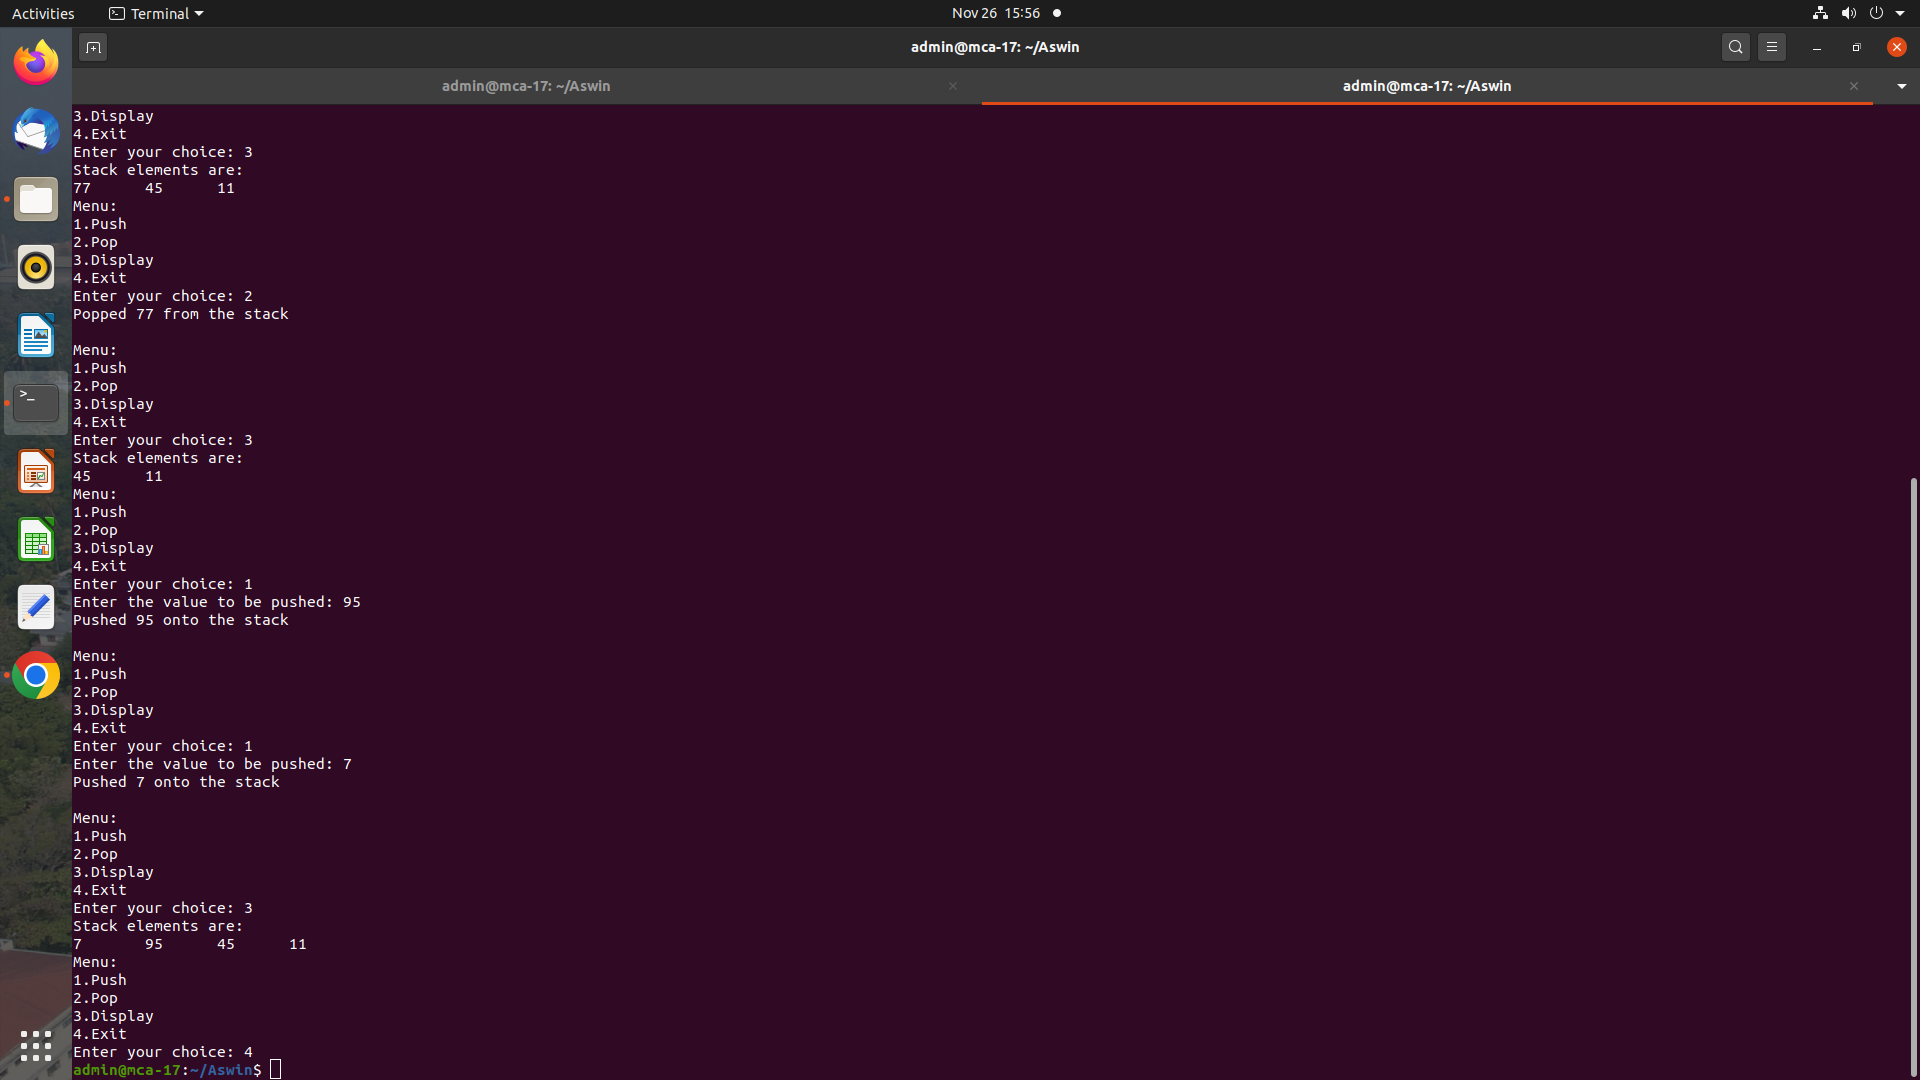 Activities Terminal Nov 26 15:56
admin@mca-17: ~/Aswin
admin@mca-17: ~/Aswin admin@mca-17: ~/Aswin
3.Display
4.Exit
Enter your choice: 3
Stack elements are:
77 45 11
Menu:
1.Push
2.Pop
3.Display
4.Exit
Enter your choice: 2
Popped 77 from the stack
Menu:
1.Push
2.Pop
3.Display
4.Exit
Enter your choice: 3
Stack elements are:
45 11
Menu:
1.Push
2.Pop
3.Display
4.Exit
Enter your choice: 1
Enter the value to be pushed: 95
Pushed 95 onto the stack
Menu:
1.Push
2.Pop
3.Display
4.Exit
Enter your choice: 1
Enter the value to be pushed: 7
Pushed 7 onto the stack
Menu:
1.Push
2.Pop
3.Display
4.Exit
Enter your choice: 3
Stack elements are:
7 95 45 11
Menu:
1.Push
2.Pop
3.Display
4.Exit
Enter your choice: 4
admin@mca-17:~/Aswin$